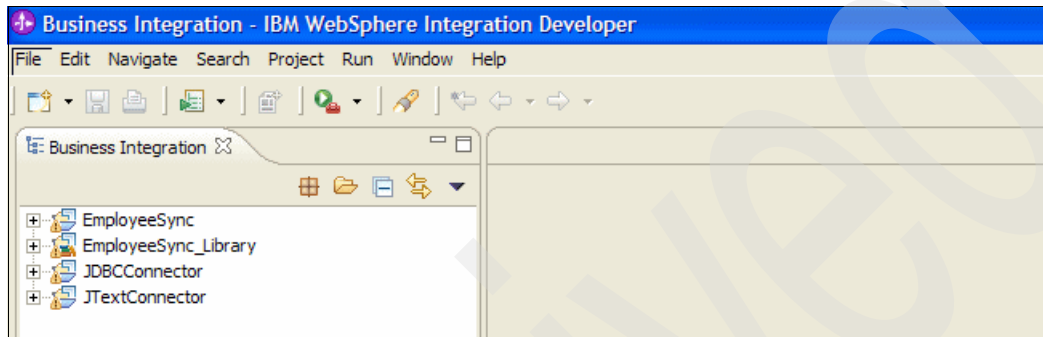 Business Integration - IBM WebSphere Integration Developer
File Edit Navigate Search Project Run Window Help
Business Integration
EmployeeSync
EmployeeSync_Library
JDBCConnector
JTextConnector